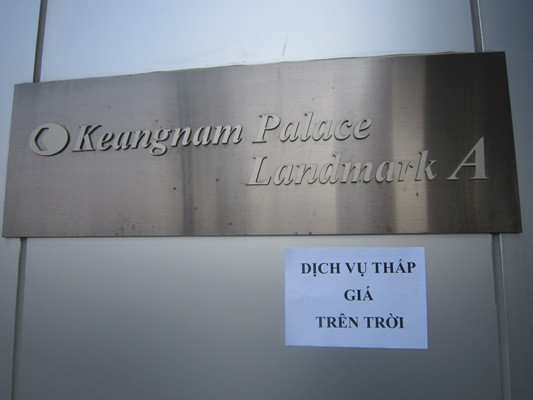 Keangnam Palace
Landmark A
DỊCH VỤ THẤP
GIÁ
TRÊN TRỜI